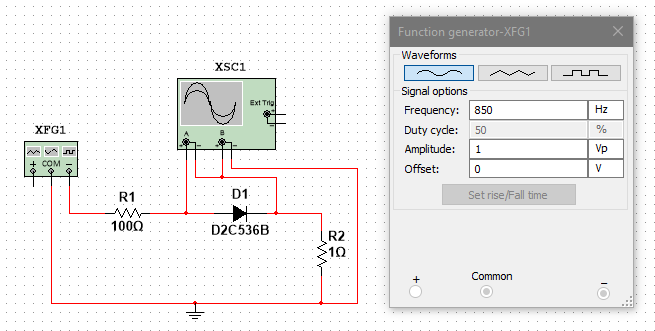 XSC1
Ext Trig
+
-
A
B
+ - + -
XFG1
+ COM -
R1
100Ω
D1
D2C536B
R2
1Ω
Function generator-XFG1
Waveforms
Signal options
Frequency: 850 Hz
Duty cycle: 50 %
Amplitude: 1 Vp
Offset: 0 V
Set rise/Fall time
+ Common -